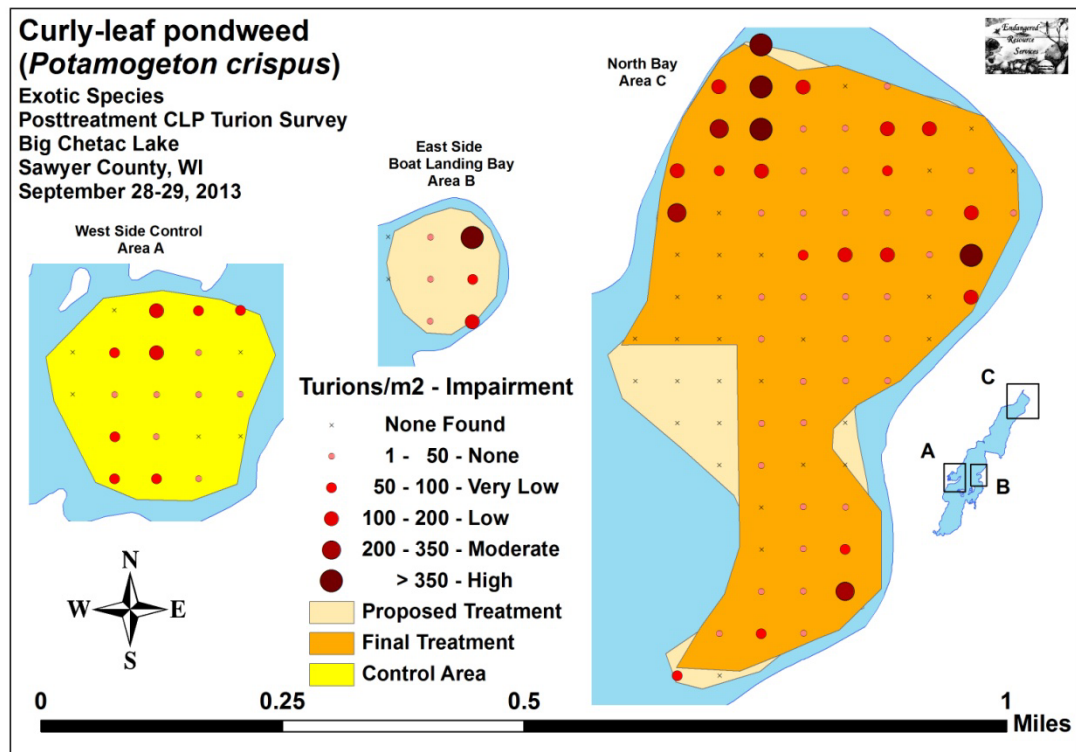 Curly-leaf pondweed
(Potamogeton crispus)
Exotic Species
Posttreatment CLP Turion Survey
Big Chetac Lake
Sawyer County, WI
September 28-29, 2013
West Side Control
Area A
East Side
Boat Landing Bay
Area B
North Bay
Area C
Endangered
Resource
Services
Turions/m2 - Impairment
None Found
1 - 50 - None
50 - 100 - Very Low
100 - 200 - Low
200 - 350 - Moderate
> 350 - High
Proposed Treatment
Final Treatment
Control Area
N
W E
S
C
A
B
0 0.25 0.5 1
Miles